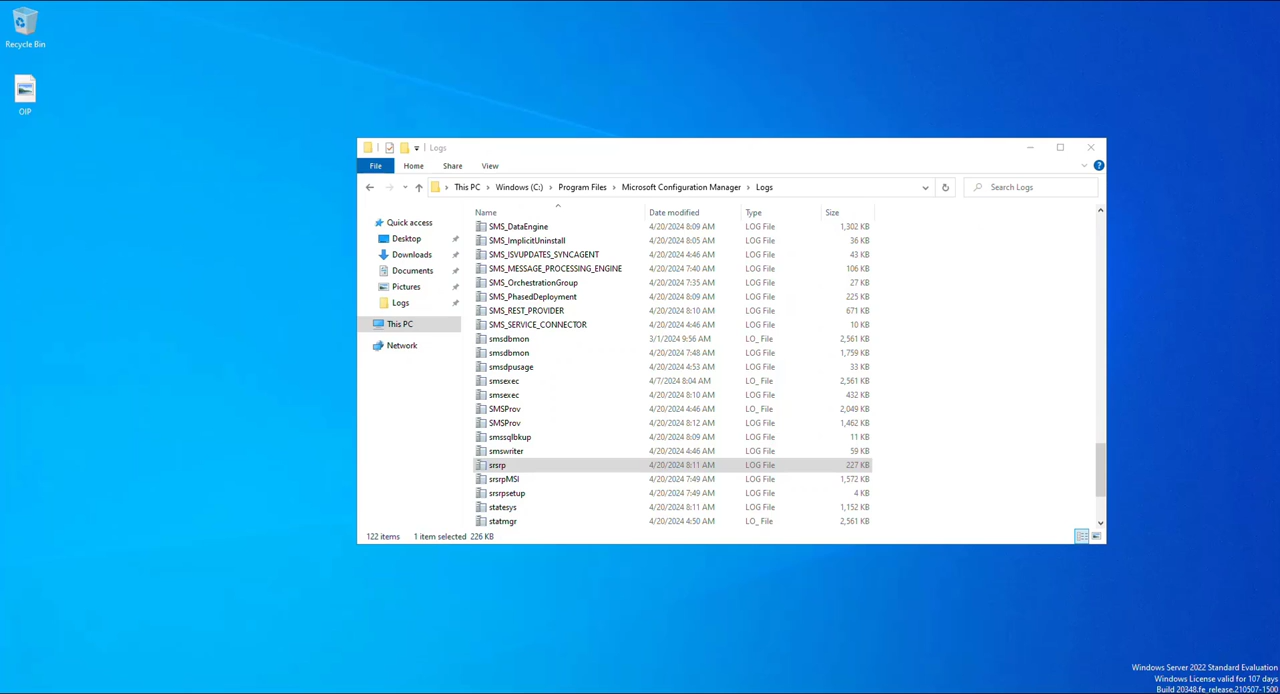 Recycle Bin
OIP
Logs
File Home Share View
This PC Windows (C:) Program Files Microsoft Configuration Manager Logs
Search Logs
Quick access
Desktop
Downloads
Documents
Pictures
Logs
This PC
Network
Name Date modified Type Size
SMS_DataEngine 4/20/2024 8:09 AM LOG File 1,302 KB
SMS_ImplicitUninstall 4/20/2024 8:05 AM LOG File 36 KB
SMS_ISVUPDATES_SYNCAGENT 4/20/2024 4:46 AM LOG File 43 KB
SMS_MESSAGE_PROCESSING_ENGINE 4/20/2024 7:40 AM LOG File 106 KB
SMS_OrchestrationGroup 4/20/2024 7:35 AM LOG File 27 KB
SMS_PhasedDeployment 4/20/2024 8:09 AM LOG File 225 KB
SMS_REST_PROVIDER 4/20/2024 8:10 AM LOG File 671 KB
SMS_SERVICE_CONNECTOR 4/20/2024 4:46 AM LOG File 10 KB
smsdbmon 3/1/2024 9:56 AM LO_ File 2,561 KB
smsdbmon 4/20/2024 7:48 AM LOG File 1,759 KB
smsdpusage 4/20/2024 4:53 AM LOG File 33 KB
smsexec 4/7/2024 8:04 AM LO_ File 2,561 KB
smsexec 4/20/2024 8:10 AM LOG File 432 KB
SMSProv 4/20/2024 4:46 AM LO_ File 2,049 KB
SMSProv 4/20/2024 8:12 AM LOG File 1,462 KB
smssqlbkup 4/20/2024 8:09 AM LOG File 11 KB
smswriter 4/20/2024 4:46 AM LOG File 59 KB
srsrp 4/20/2024 8:11 AM LOG File 227 KB
srsrpMSI 4/20/2024 7:49 AM LOG File 1,572 KB
srsrpsetup 4/20/2024 7:49 AM LOG File 4 KB
statesys 4/20/2024 8:11 AM LOG File 1,152 KB
statmgr 4/20/2024 4:50 AM LO_ File 2,561 KB
122 items 1 item selected 226 KB
Windows Server 2022 Standard Evaluation
Windows License valid for 107 days
Build 20348.fe_release.210507-1500